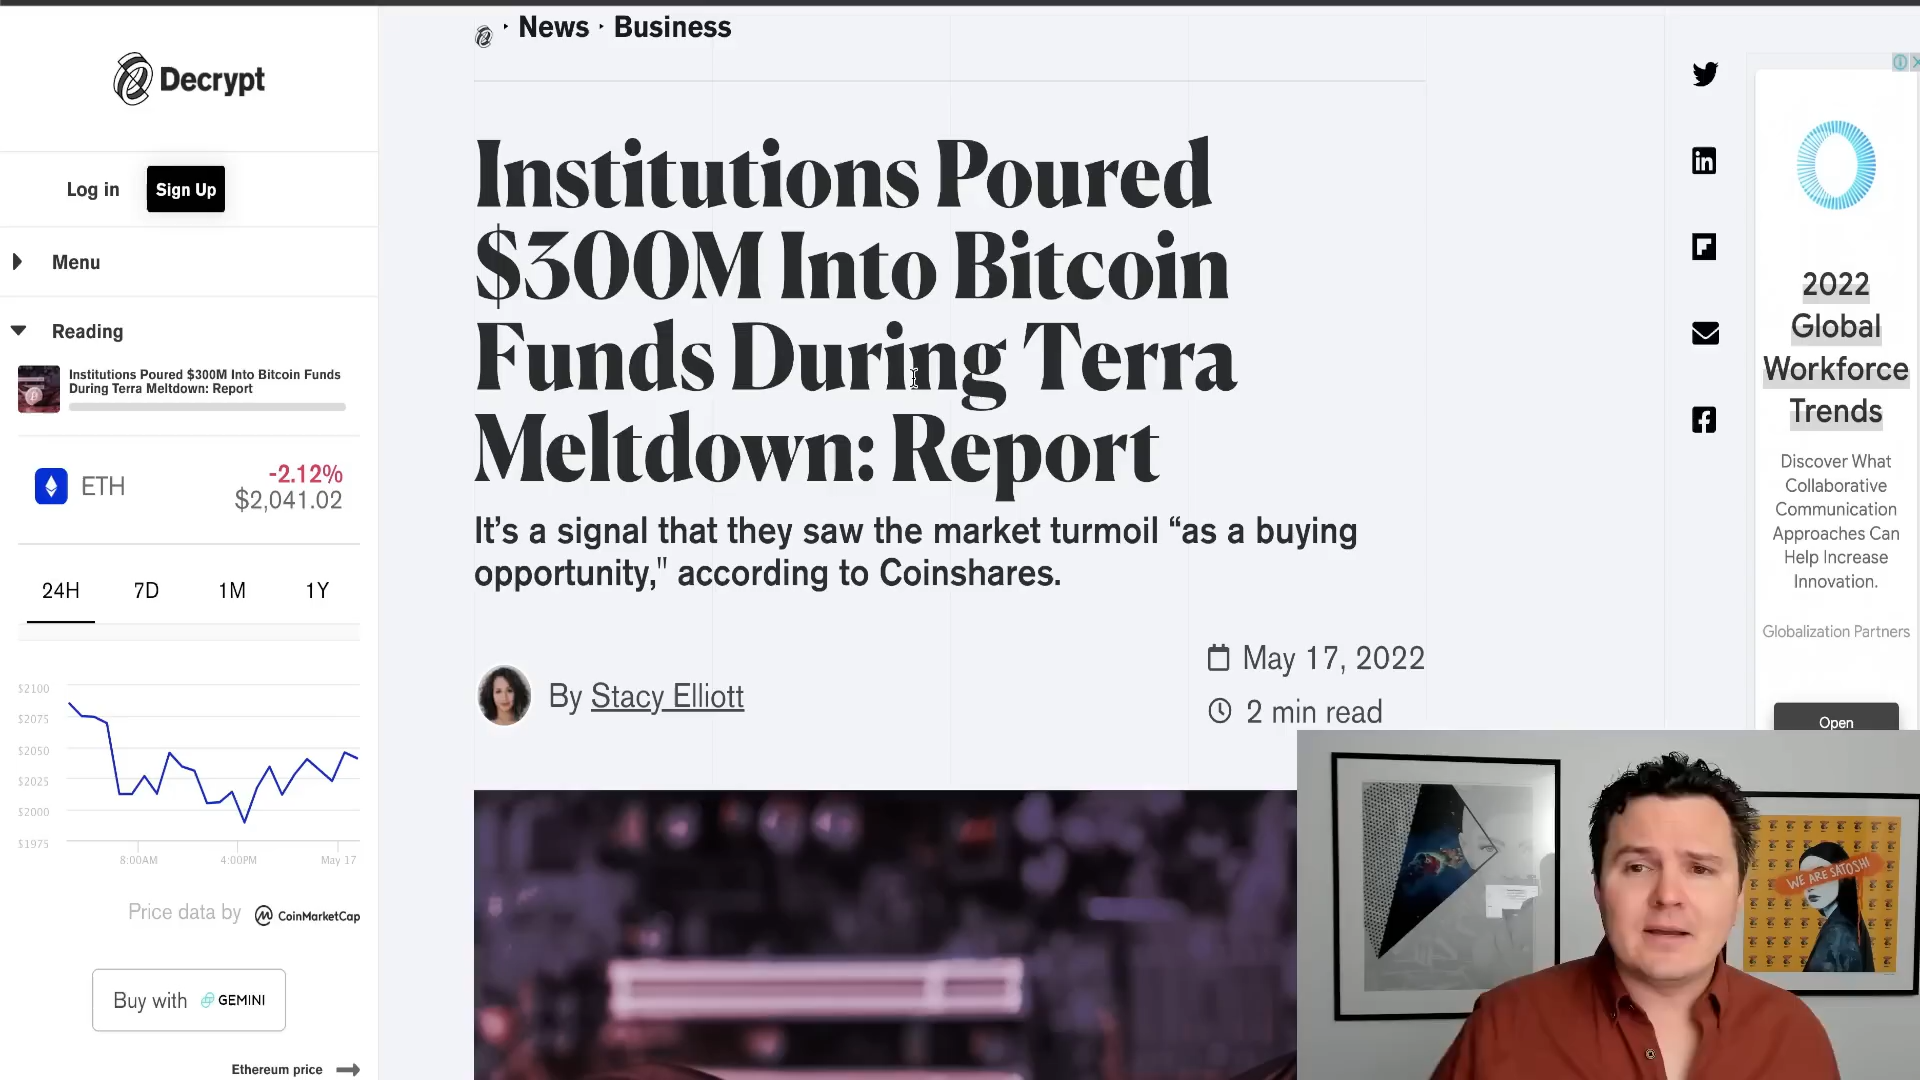 Decrypt
Log in
Sign Up
Menu
Reading
Institutions Poured $300M Into Bitcoin Funds
During Terra Meltdown: Report
ETH
-2.12%
$2,041.02
24H
7D
1M
1Y
$2100
$2075
$2050
$2025
$2000
$1975
8:00AM
4:00PM
May 17
Price data by CoinMarketCap
Buy with GEMINI
Ethereum price
· News · Business
Institutions Poured
$300M Into Bitcoin
Funds During Terra
Meltdown: Report
It’s a signal that they saw the market turmoil “as a buying
opportunity," according to Coinshares.
By Stacy Elliott
May 17, 2022
2 min read
2022
Global
Workforce
Trends
Discover What
Collaborative
Communication
Approaches Can
Help Increase
Innovation.
Globalization Partners
Open
WE ARE SATOSHI